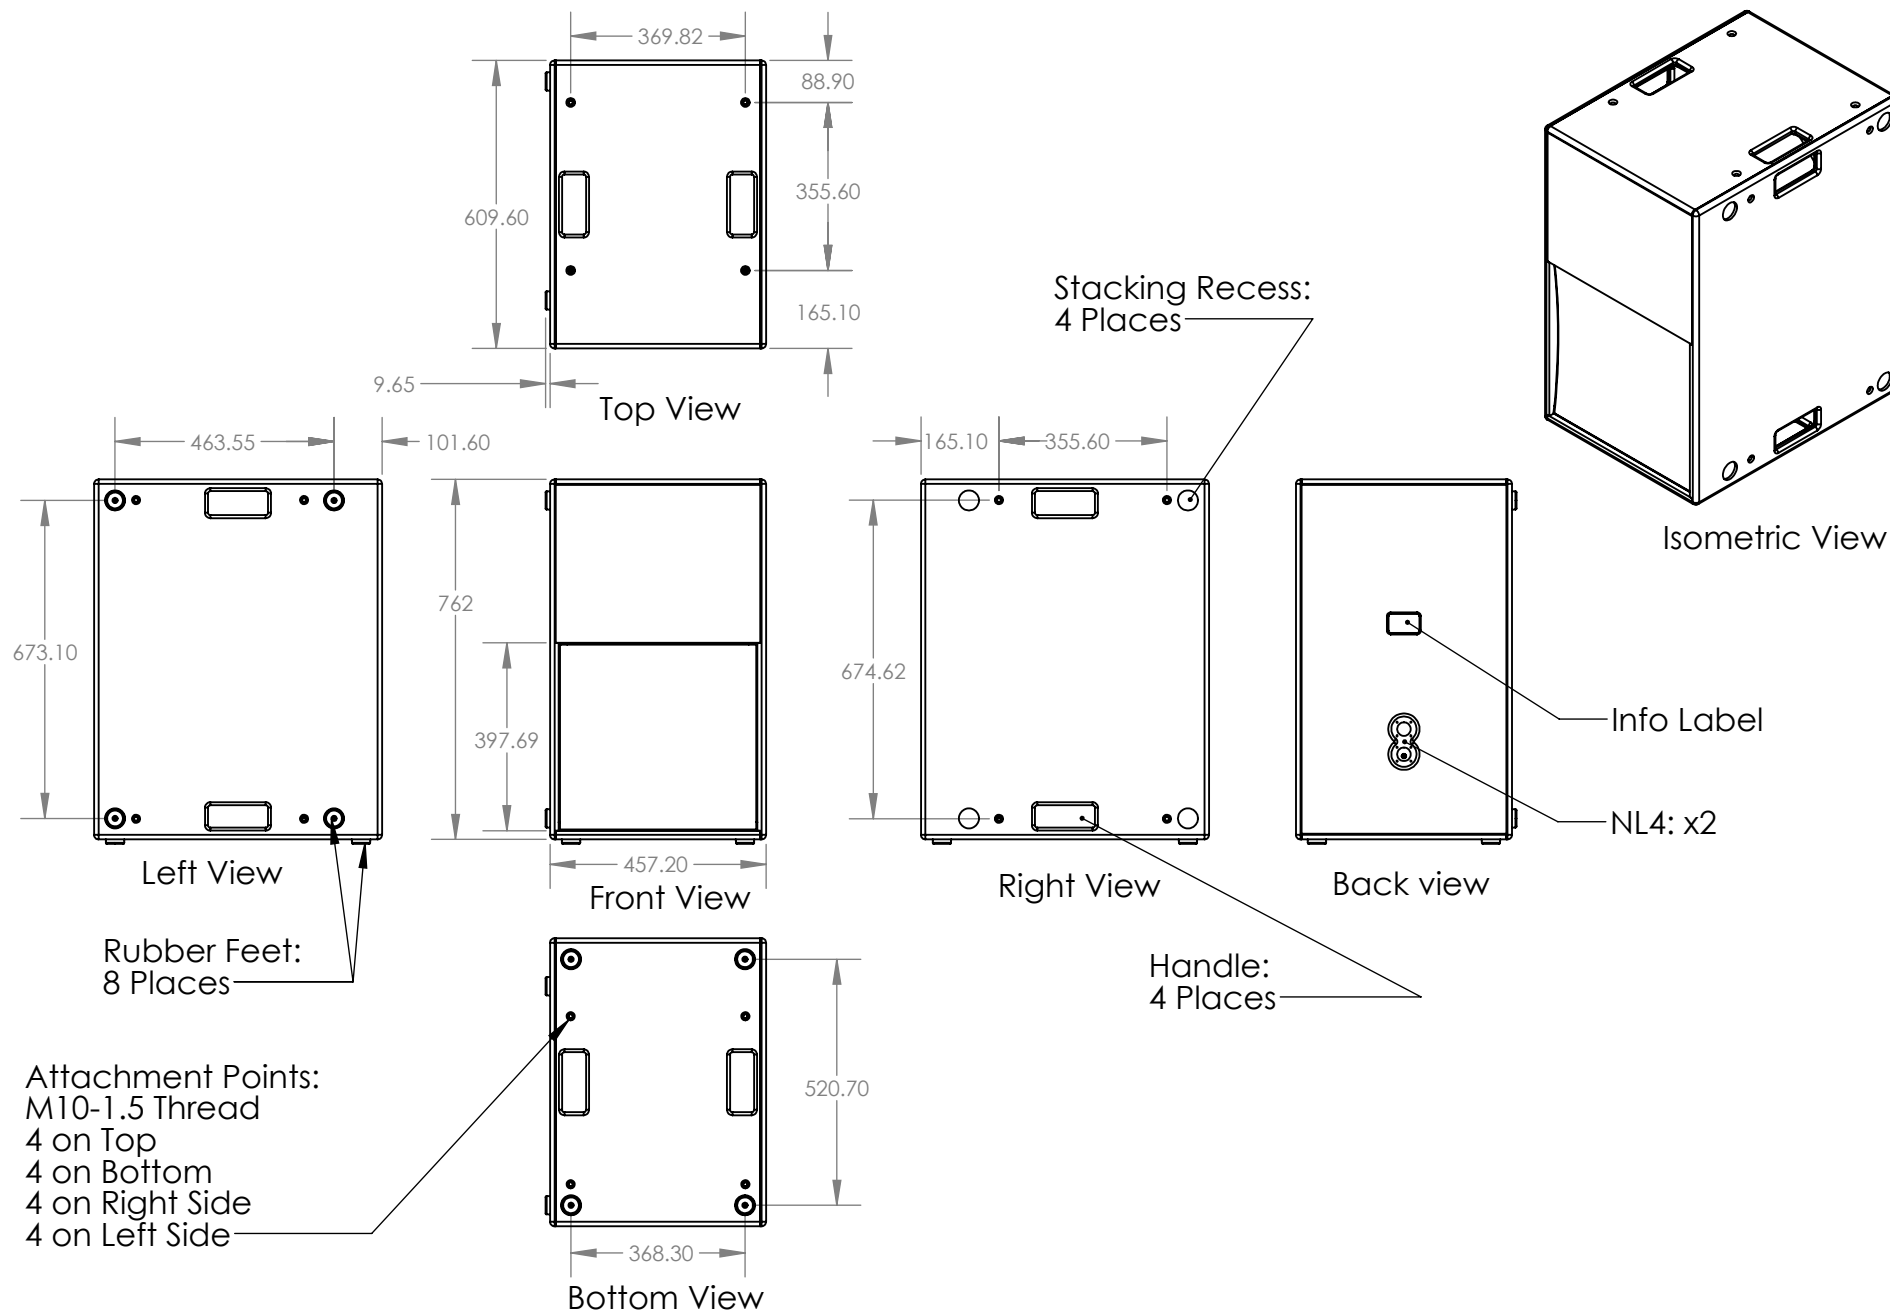 369.82
88.90
609.60
355.60
165.10
9.65
Top View
Stacking Recess:
4 Places
Isometric View
463.55
101.60
673.10
Left View
Rubber Feet:
8 Places
762
397.69
457.20
Front View
165.10
355.60
674.62
Right View
Handle:
4 Places
Info Label
NL4: x2
Back view
Attachment Points:
M10-1.5 Thread
4 on Top
4 on Bottom
4 on Right Side
4 on Left Side
520.70
368.30
Bottom View